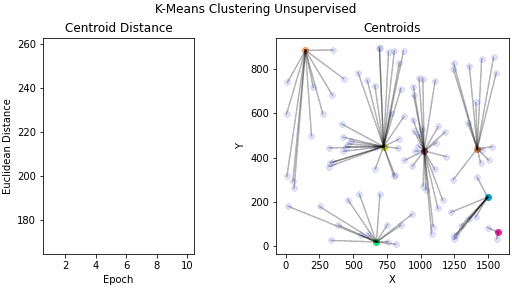 K-Means Clustering Unsupervised
Centroid Distance
Euclidean Distance
260
240
220
200
180
2 4 6 8 10
Epoch
Centroids
Y
800
600
400
200
0
0 250 500 750 1000 1250 1500
X